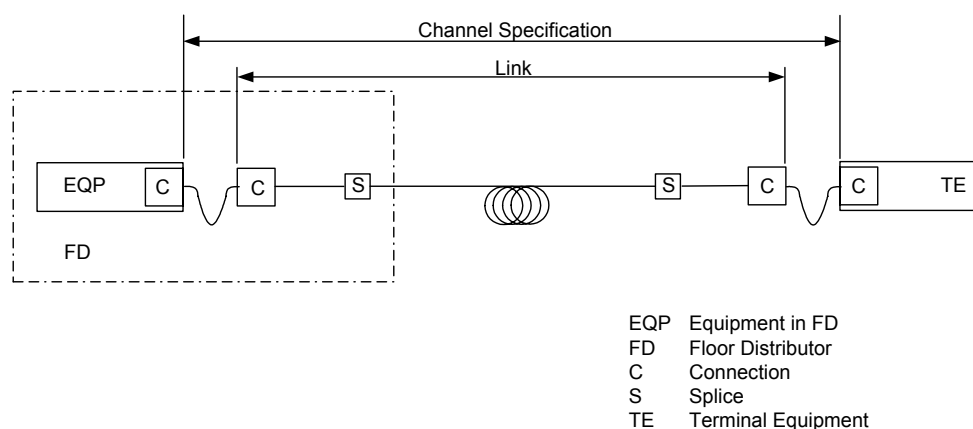 Channel Specification
Link
EQP C C S S C C TE
FD
EQP Equipment in FD
FD Floor Distributor
C Connection
S Splice
TE Terminal Equipment